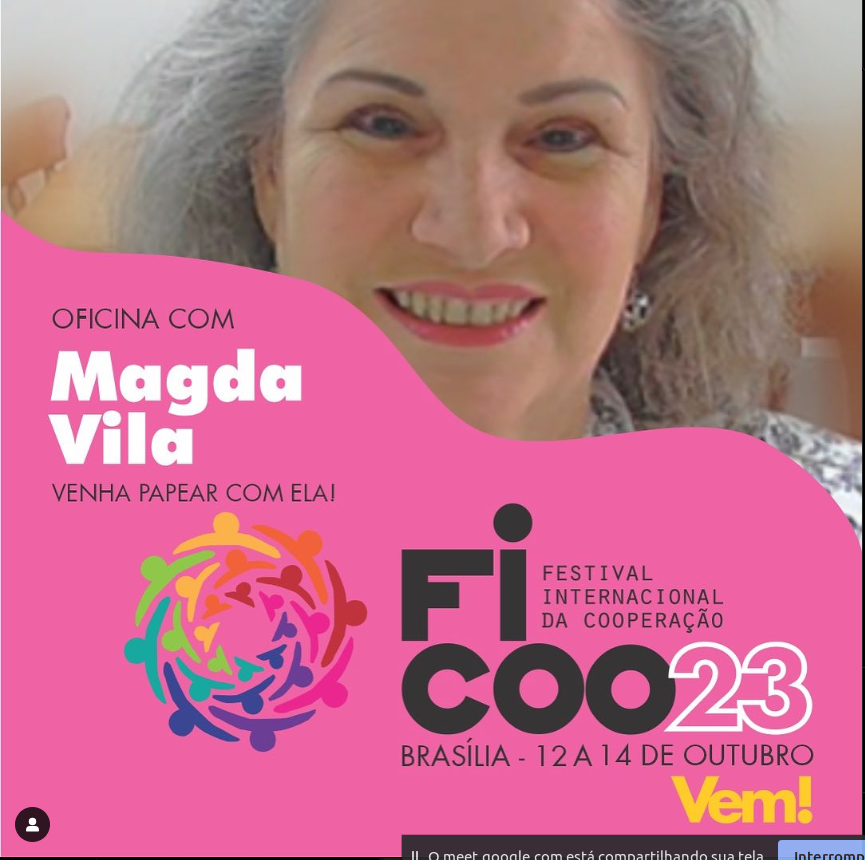 OFICINA COM
Magda
Vila
VENHA PAPEAR COM ELA!
Fi
FESTIVAL
INTERNACIONAL
DA COOPERAÇÃO
COO23
BRASÍLIA - 12 A 14 DE OUTUBRO
Vem!
O meet.google.com está compartilhando sua tela.